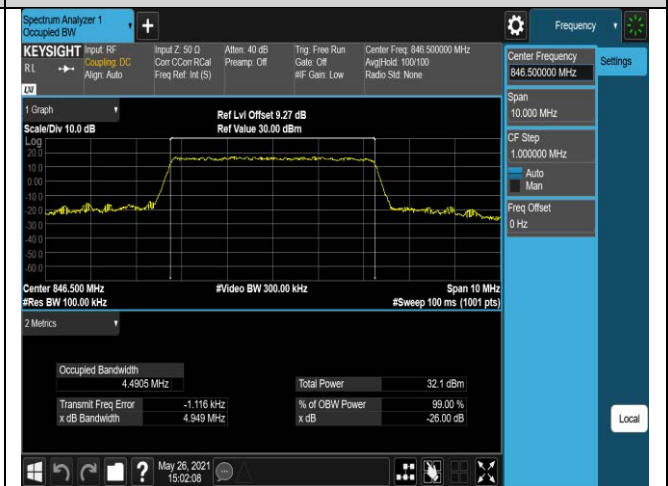 Spectrum Analyzer 1
Occupied BW
+
Frequency
KEYSIGHT
RL
Input: RF
Coupling: DC
Align: Auto
Input Z: 50 Ω
Corr CCorr RCal
Freq Ref: Int (S)
Atten: 40 dB
Preamp: Off
Trig: Free Run
Gate: Off
#IF Gain: Low
Center Freq: 846.500000 MHz
Avg|Hold: 100/100
Radio Std: None
LXI
Center Frequency
846.500000 MHz
Settings
Span
10.000 MHz
CF Step
1.000000 MHz
Auto
Man
Freq Offset
0 Hz
Local
1 Graph
Scale/Div 10.0 dB
Ref Lvl Offset 9.27 dB
Ref Value 30.00 dBm
Log
20.0
10.0
0.00
-10.0
-20.0
-30.0
-40.0
-50.0
-60.0
Center 846.500 MHz
#Video BW 300.00 kHz
Span 10 MHz
#Res BW 100.00 kHz
#Sweep 100 ms (1001 pts)
2 Metrics
Occupied Bandwidth
4.4905 MHz
Total Power 32.1 dBm
Transmit Freq Error -1.116 kHz
% of OBW Power 99.00 %
x dB Bandwidth 4.949 MHz
x dB -26.00 dB
?
May 26, 2021
15:02:08